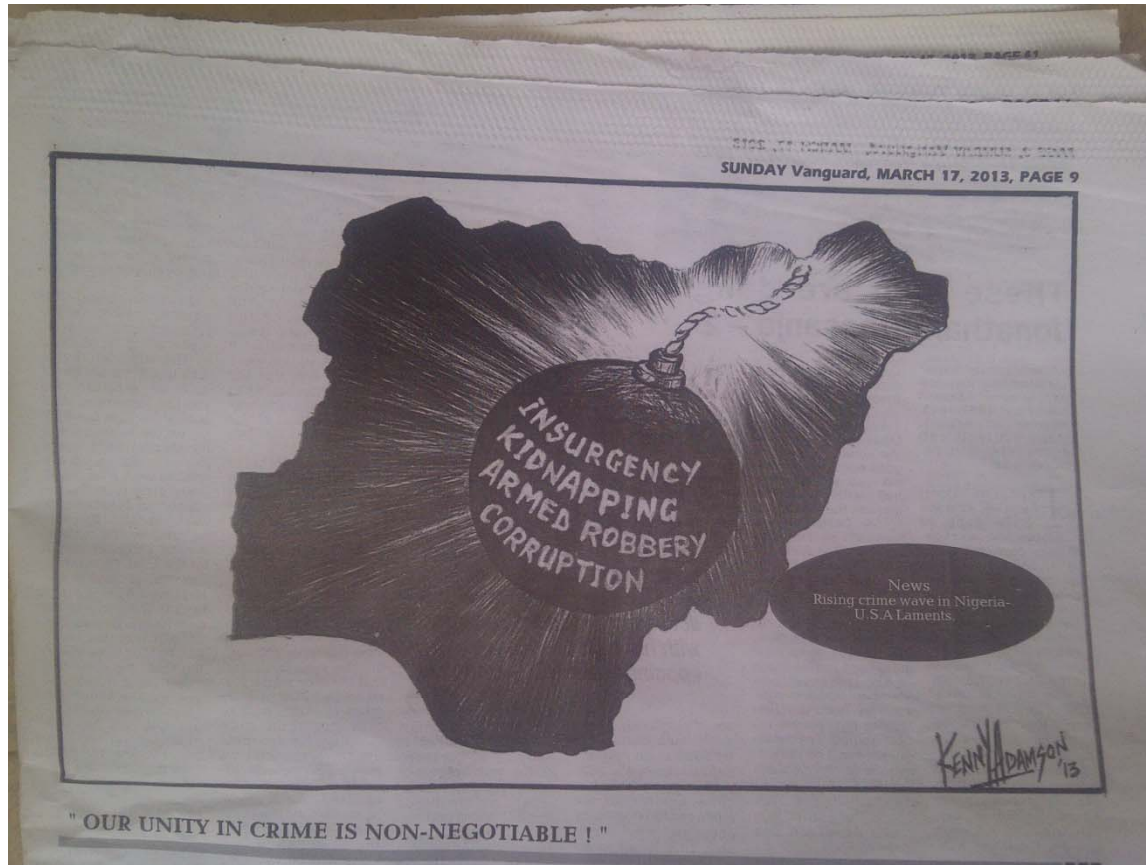 SUNDAY Vanguard, MARCH 17, 2013, PAGE 9
INSURGENCY
KIDNAPPING
ARMED ROBBERY
CORRUPTION
News
Rising crime wave in Nigeria-
U.S.A Laments.
KENNY ADAMSON
'13
" OUR UNITY IN CRIME IS NON-NEGOTIABLE ! "